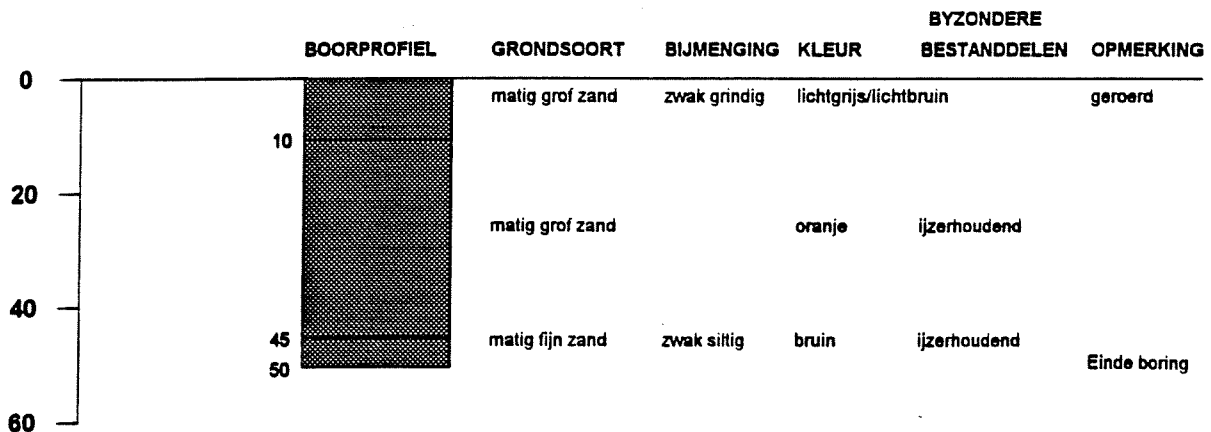 BYZONDERE
BOORPROFIEL GRONDSOORT BIJMENGING KLEUR BESTANDDELEN OPMERKING
0
matig grof zand zwak grindig lichtgrijs/lichtbruin geroerd
10
20
matig grof zand oranje ijzerhoudend
40
45 matig fijn zand zwak siltig bruin ijzerhoudend
50 Einde boring
60